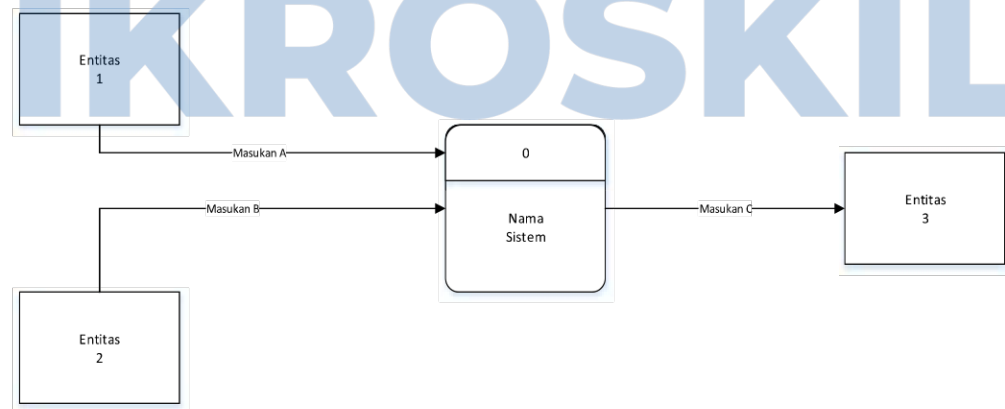 IKROSKIL
Entitas
1
Masukan A
0
Masukan B
Nama
Sistem
Masukan C
Entitas
3
Entitas
2